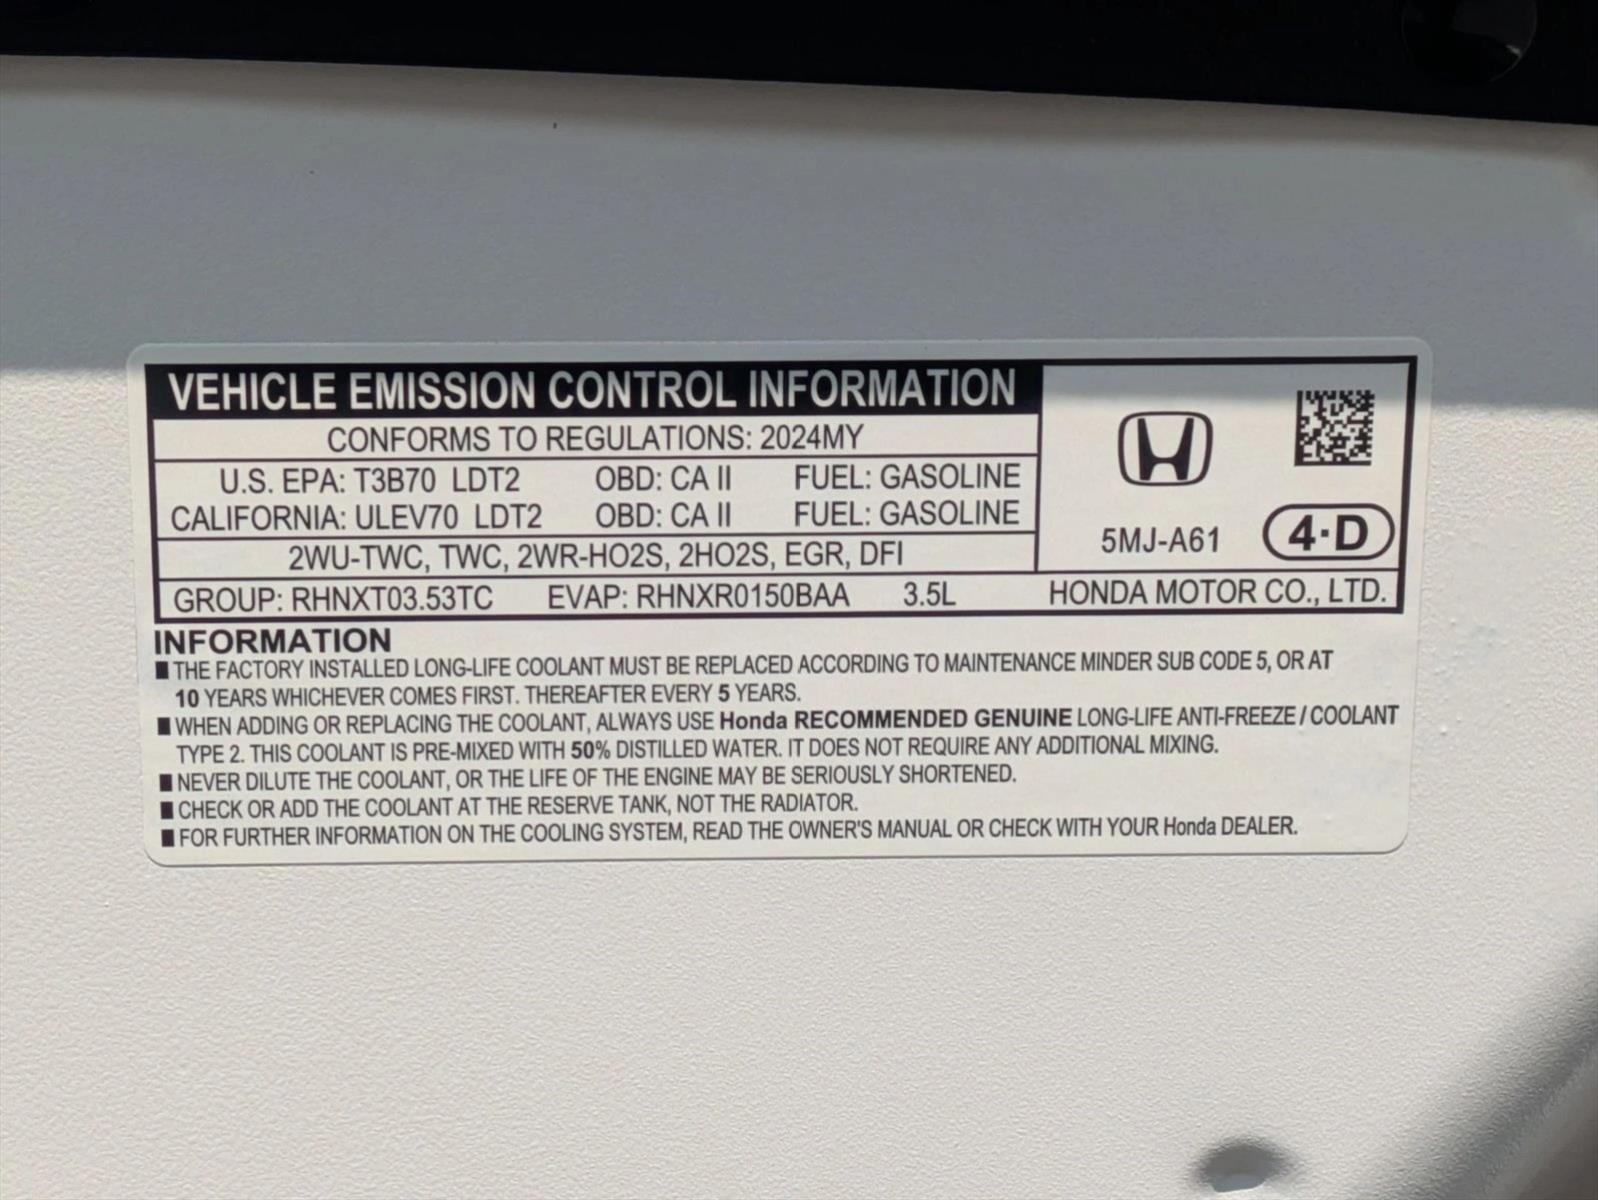 VEHICLE EMISSION CONTROL INFORMATION
CONFORMS TO REGULATIONS: 2024MY
U.S. EPA: T3B70 LDT2 OBD: CA II FUEL: GASOLINE
CALIFORNIA: ULEV70 LDT2 OBD: CA II FUEL: GASOLINE
2WU-TWC, TWC, 2WR-HO2S, 2HO2S, EGR, DFI
5MJ-A61 4·D
GROUP: RHNXT03.53TC EVAP: RHNXR0150BAA 3.5L HONDA MOTOR CO., LTD.
INFORMATION
■ THE FACTORY INSTALLED LONG-LIFE COOLANT MUST BE REPLACED ACCORDING TO MAINTENANCE MINDER SUB CODE 5, OR AT
10 YEARS WHICHEVER COMES FIRST. THEREAFTER EVERY 5 YEARS.
■ WHEN ADDING OR REPLACING THE COOLANT, ALWAYS USE Honda RECOMMENDED GENUINE LONG-LIFE ANTI-FREEZE / COOLANT
TYPE 2. THIS COOLANT IS PRE-MIXED WITH 50% DISTILLED WATER. IT DOES NOT REQUIRE ANY ADDITIONAL MIXING.
■ NEVER DILUTE THE COOLANT, OR THE LIFE OF THE ENGINE MAY BE SERIOUSLY SHORTENED.
■ CHECK OR ADD THE COOLANT AT THE RESERVE TANK, NOT THE RADIATOR.
■ FOR FURTHER INFORMATION ON THE COOLING SYSTEM, READ THE OWNER'S MANUAL OR CHECK WITH YOUR Honda DEALER.